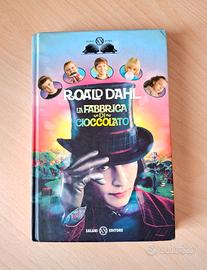 ROALD DAHL
LA FABBRICA
DI
CIOCCOLATO
SALANI EDITORE